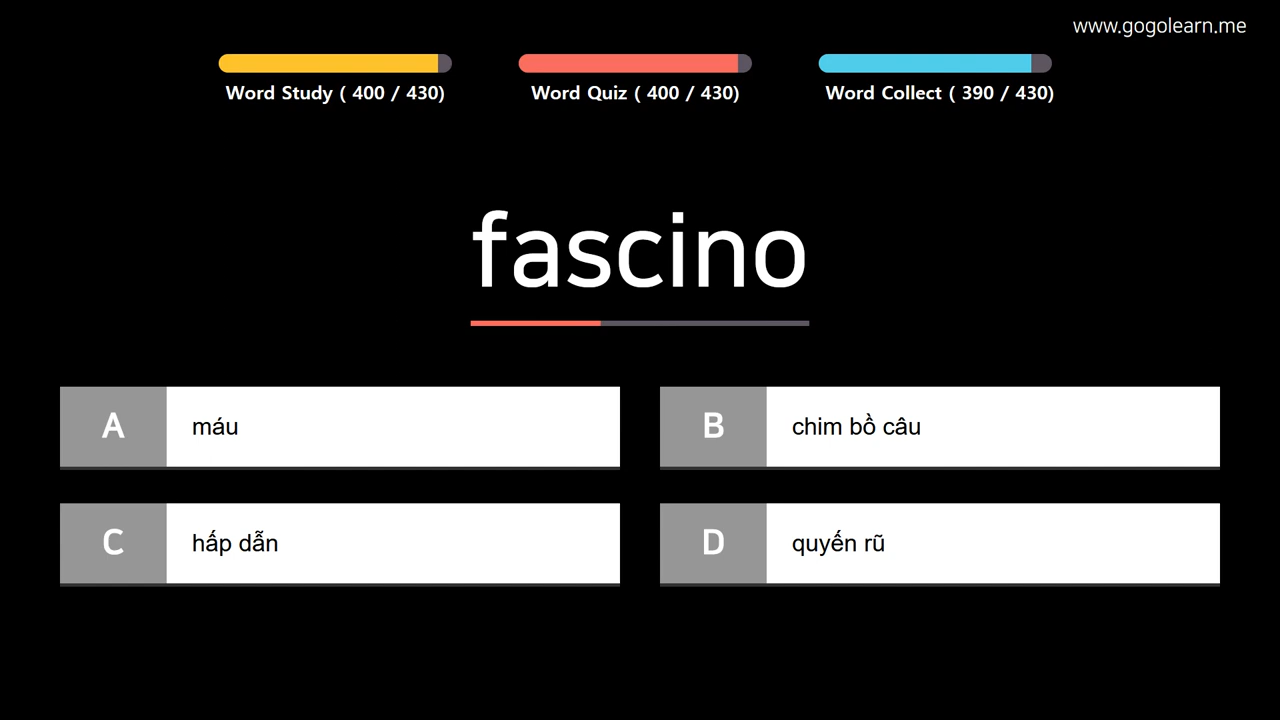 www.gogolearn.me
Word Study ( 400 / 430)
Word Quiz ( 400 / 430)
Word Collect ( 390 / 430)
fascino
A
máu
B
chim bồ câu
C
hấp dẫn
D
quyến rũ